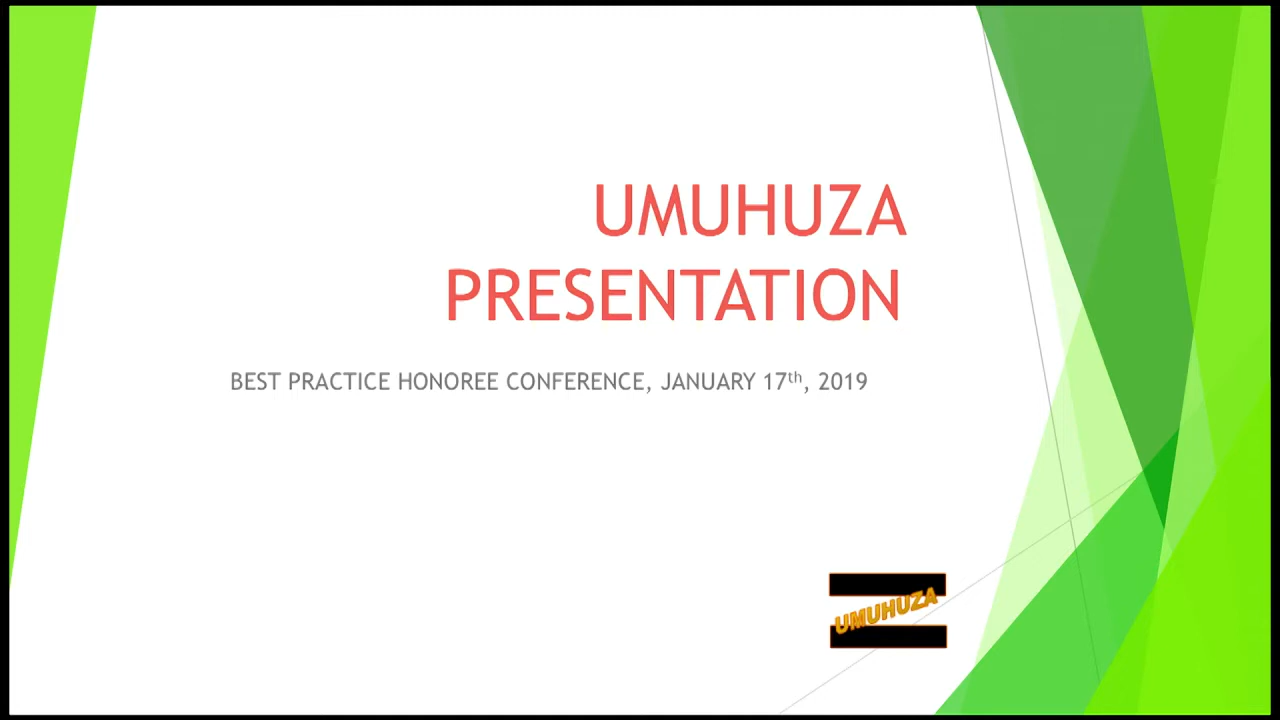 UMUHUZA
PRESENTATION
BEST PRACTICE HONOREE CONFERENCE, JANUARY 17th, 2019
UMUHUZA